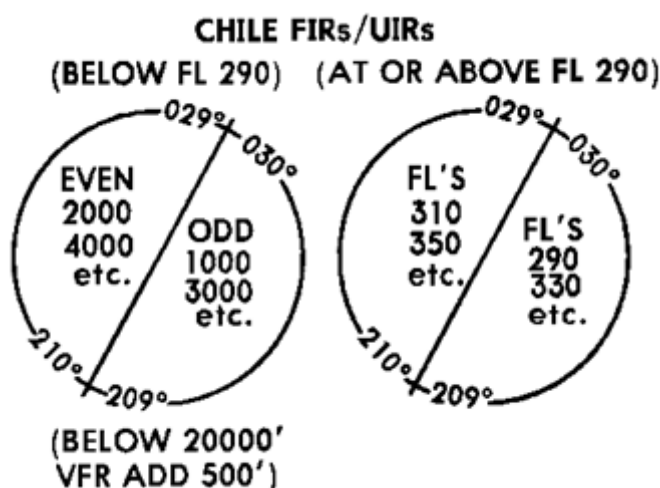 CHILE FIRs/UIRs
(BELOW FL 290)
029°
030°
EVEN
2000
4000
etc.
ODD
1000
3000
etc.
210°
209°
(BELOW 20000'
VFR ADD 500')
(AT OR ABOVE FL 290)
029°
030°
FL'S
310
350
etc.
FL'S
290
330
etc.
210°
209°